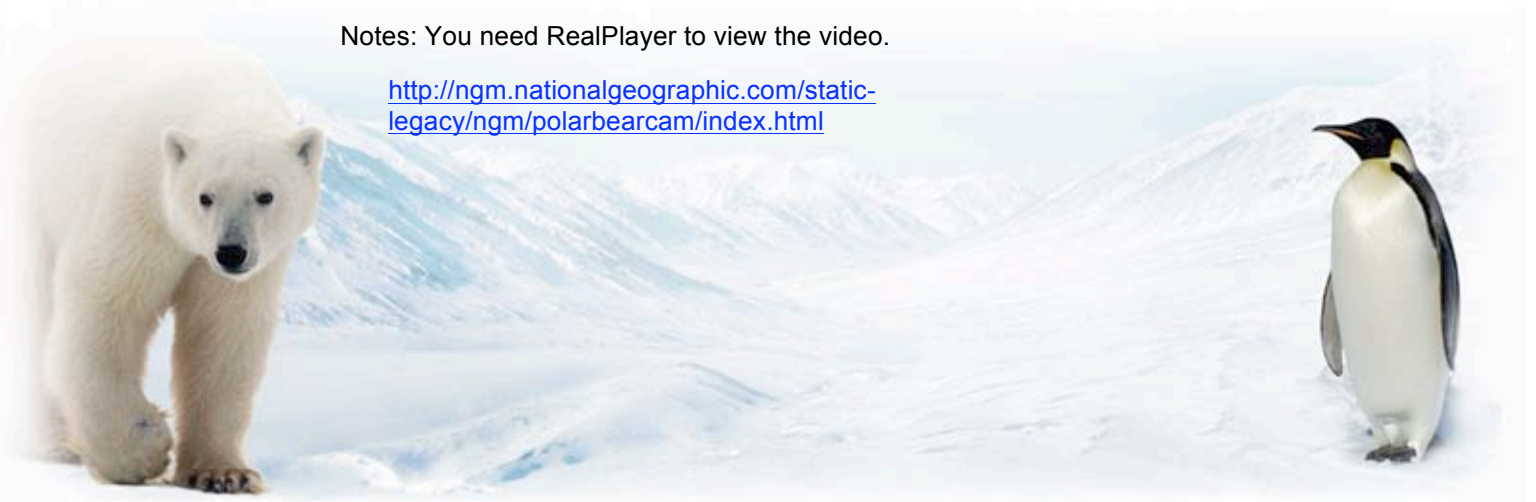 Notes: You need RealPlayer to view the video.
http://ngm.nationalgeographic.com/static-
legacy/ngm/polarbearcam/index.html